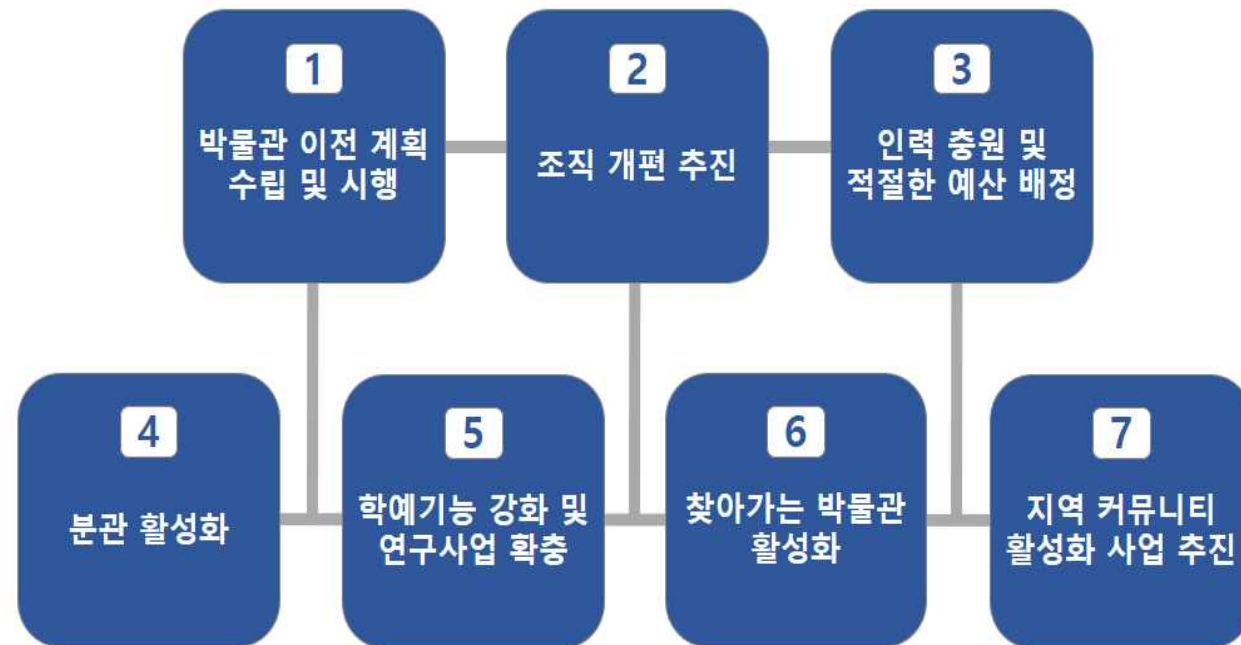 1
박물관 이전 계획
수립 및 시행
2
조직 개편 추진
3
인력 충원 및
적절한 예산 배정
4
분관 활성화
5
학예기능 강화 및
연구사업 확충
6
찾아가는 박물관
활성화
7
지역 커뮤니티
활성화 사업 추진